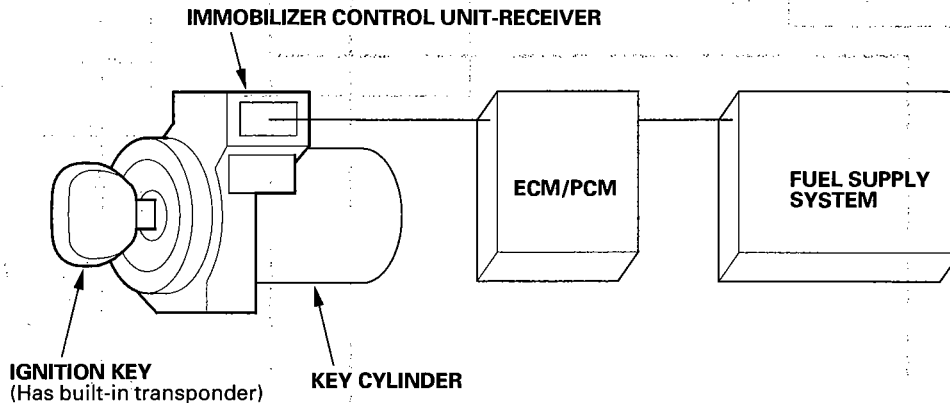 IMMOBILIZER CONTROL UNIT-RECEIVER
ECM/PCM
FUEL SUPPLY
SYSTEM
IGNITION KEY
(Has built-in transponder)
KEY CYLINDER